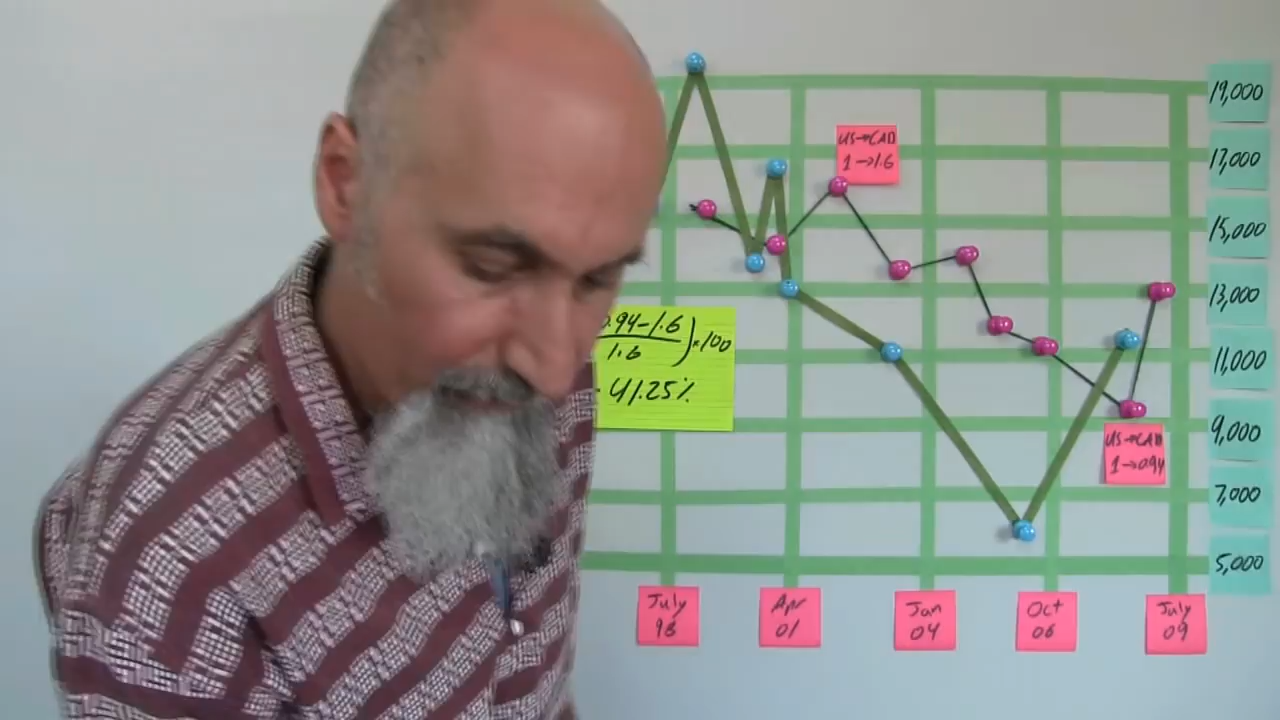 19,000
US→CAD
1→1.6
17,000
15,000
13,000
.94-1.6
1.6
)×100
-41.25%
11,000
9,000
US→CAD
1→0.94
7,000
5,000
July
98
Apr
01
Jan
04
Oct
06
July
09